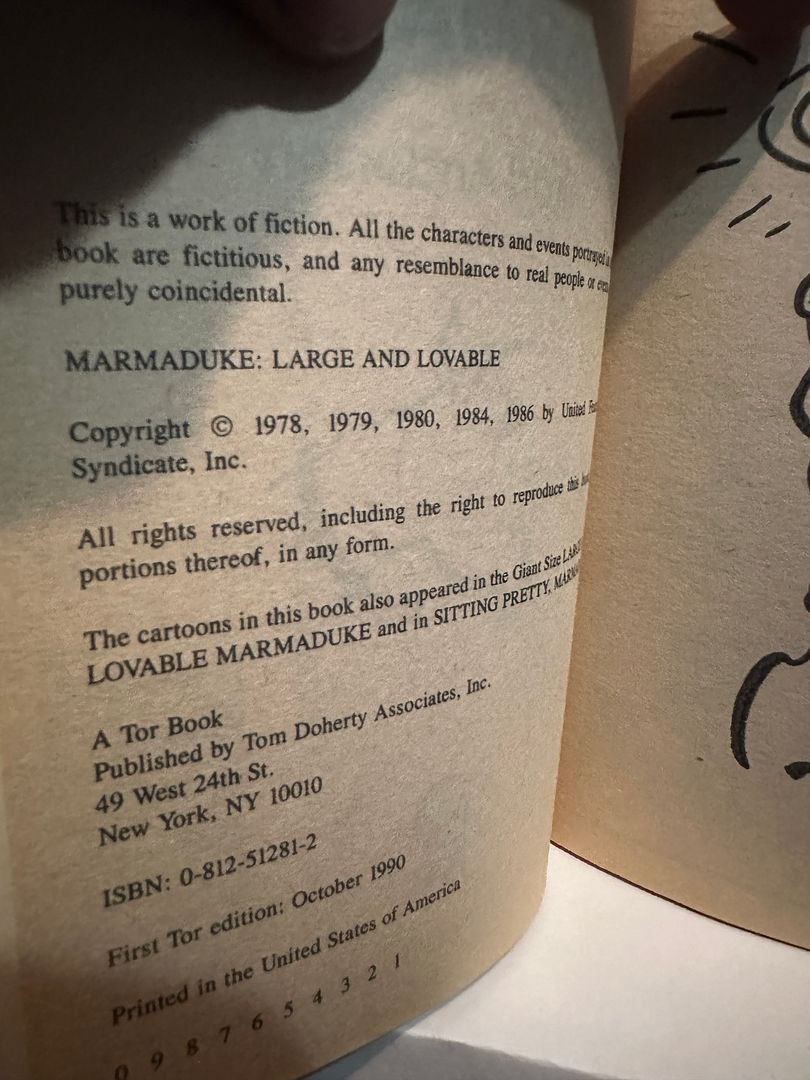 This is a work of fiction. All the characters and events portrayed in
book are fictitious, and any resemblance to real people or
purely coincidental.
MARMADUKE: LARGE AND LOVABLE
Copyright © 1978, 1979, 1980, 1984, 1986 by United
Syndicate, Inc.
All rights reserved, including the right to reproduce this
portions thereof, in any form.
The cartoons in this book also appeared in the Giant Size
LOVABLE MARMADUKE and in SITTING PRETTY,
A Tor Book
Published by Tom Doherty Associates, Inc.
49 West 24th St.
New York, NY 10010
ISBN: 0-812-51281-2
First Tor edition: October 1990
Printed in the United States of America
0 9 8 7 6 5 4 3 2 1